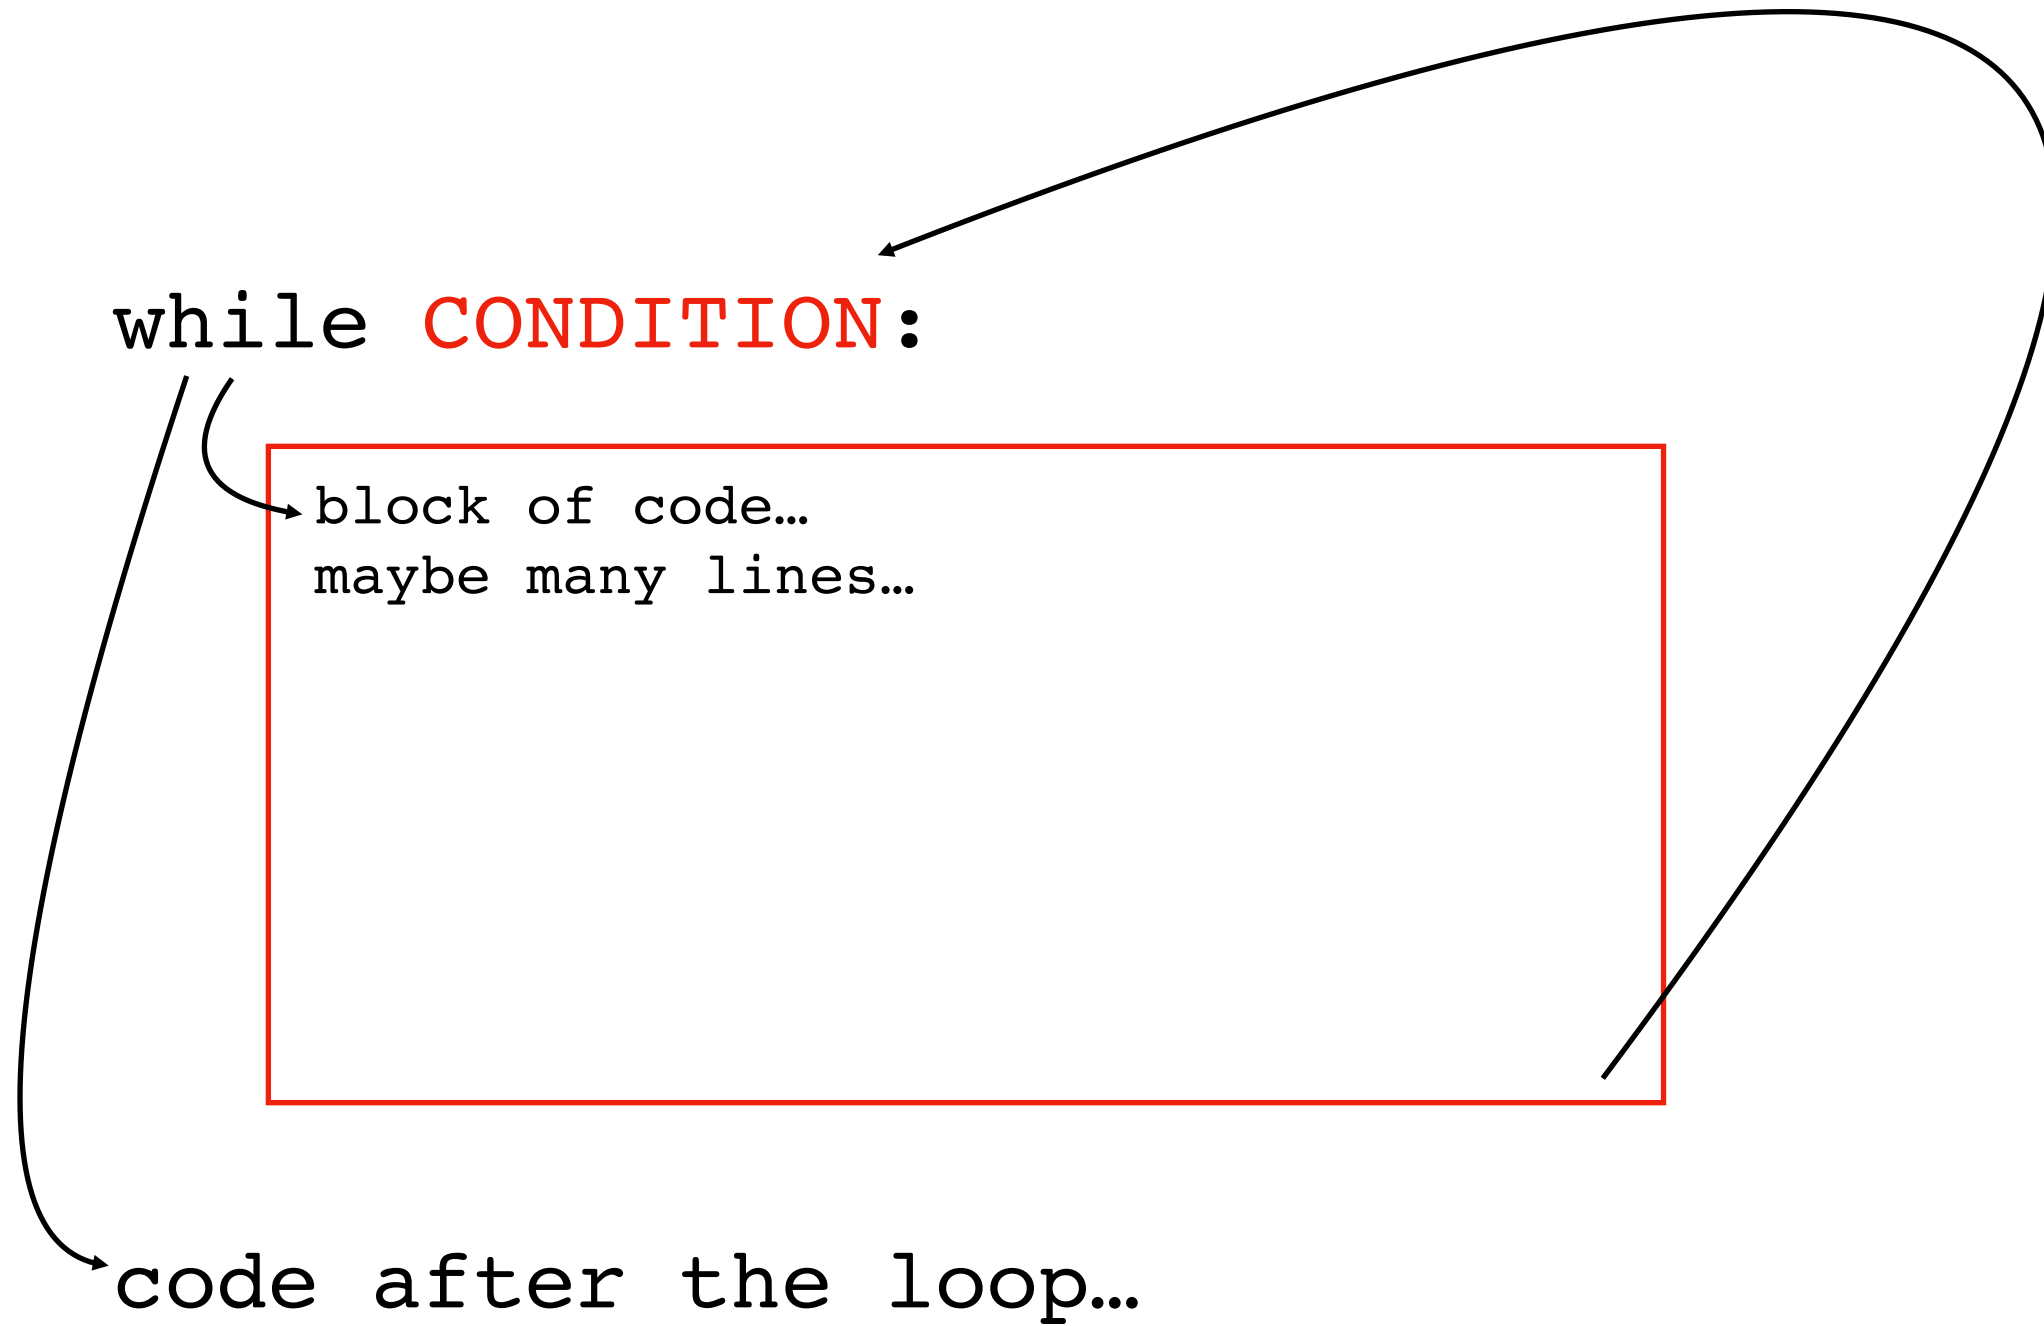 while CONDITION:
block of code…
maybe many lines…
code after the loop…